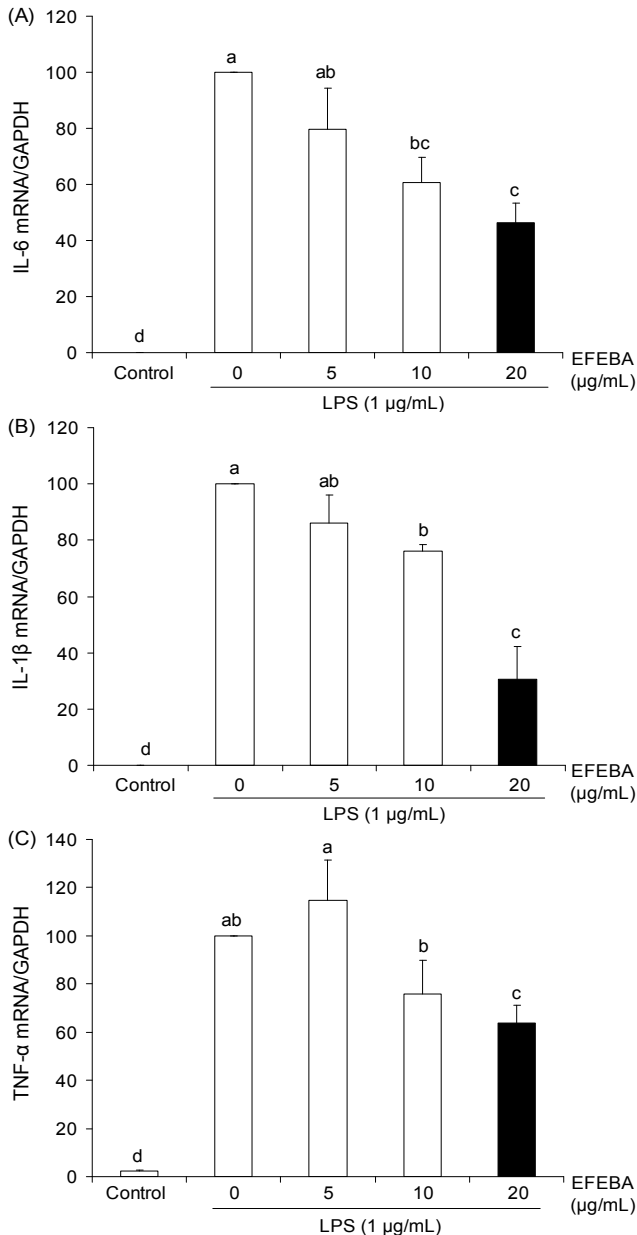 (A)
IL-6 mRNA/GAPDH
120
100
80
60
40
20
0
d
a
ab
bc
c
Control
0
5
10
20
EFEBA
(µg/mL)
LPS (1 µg/mL)
(B)
IL-1β mRNA/GAPDH
120
100
80
60
40
20
0
d
a
ab
b
c
Control
0
5
10
20
EFEBA
(µg/mL)
LPS (1 µg/mL)
(C)
TNF-α mRNA/GAPDH
140
120
100
80
60
40
20
0
d
ab
a
b
c
Control
0
5
10
20
EFEBA
(µg/mL)
LPS (1 µg/mL)